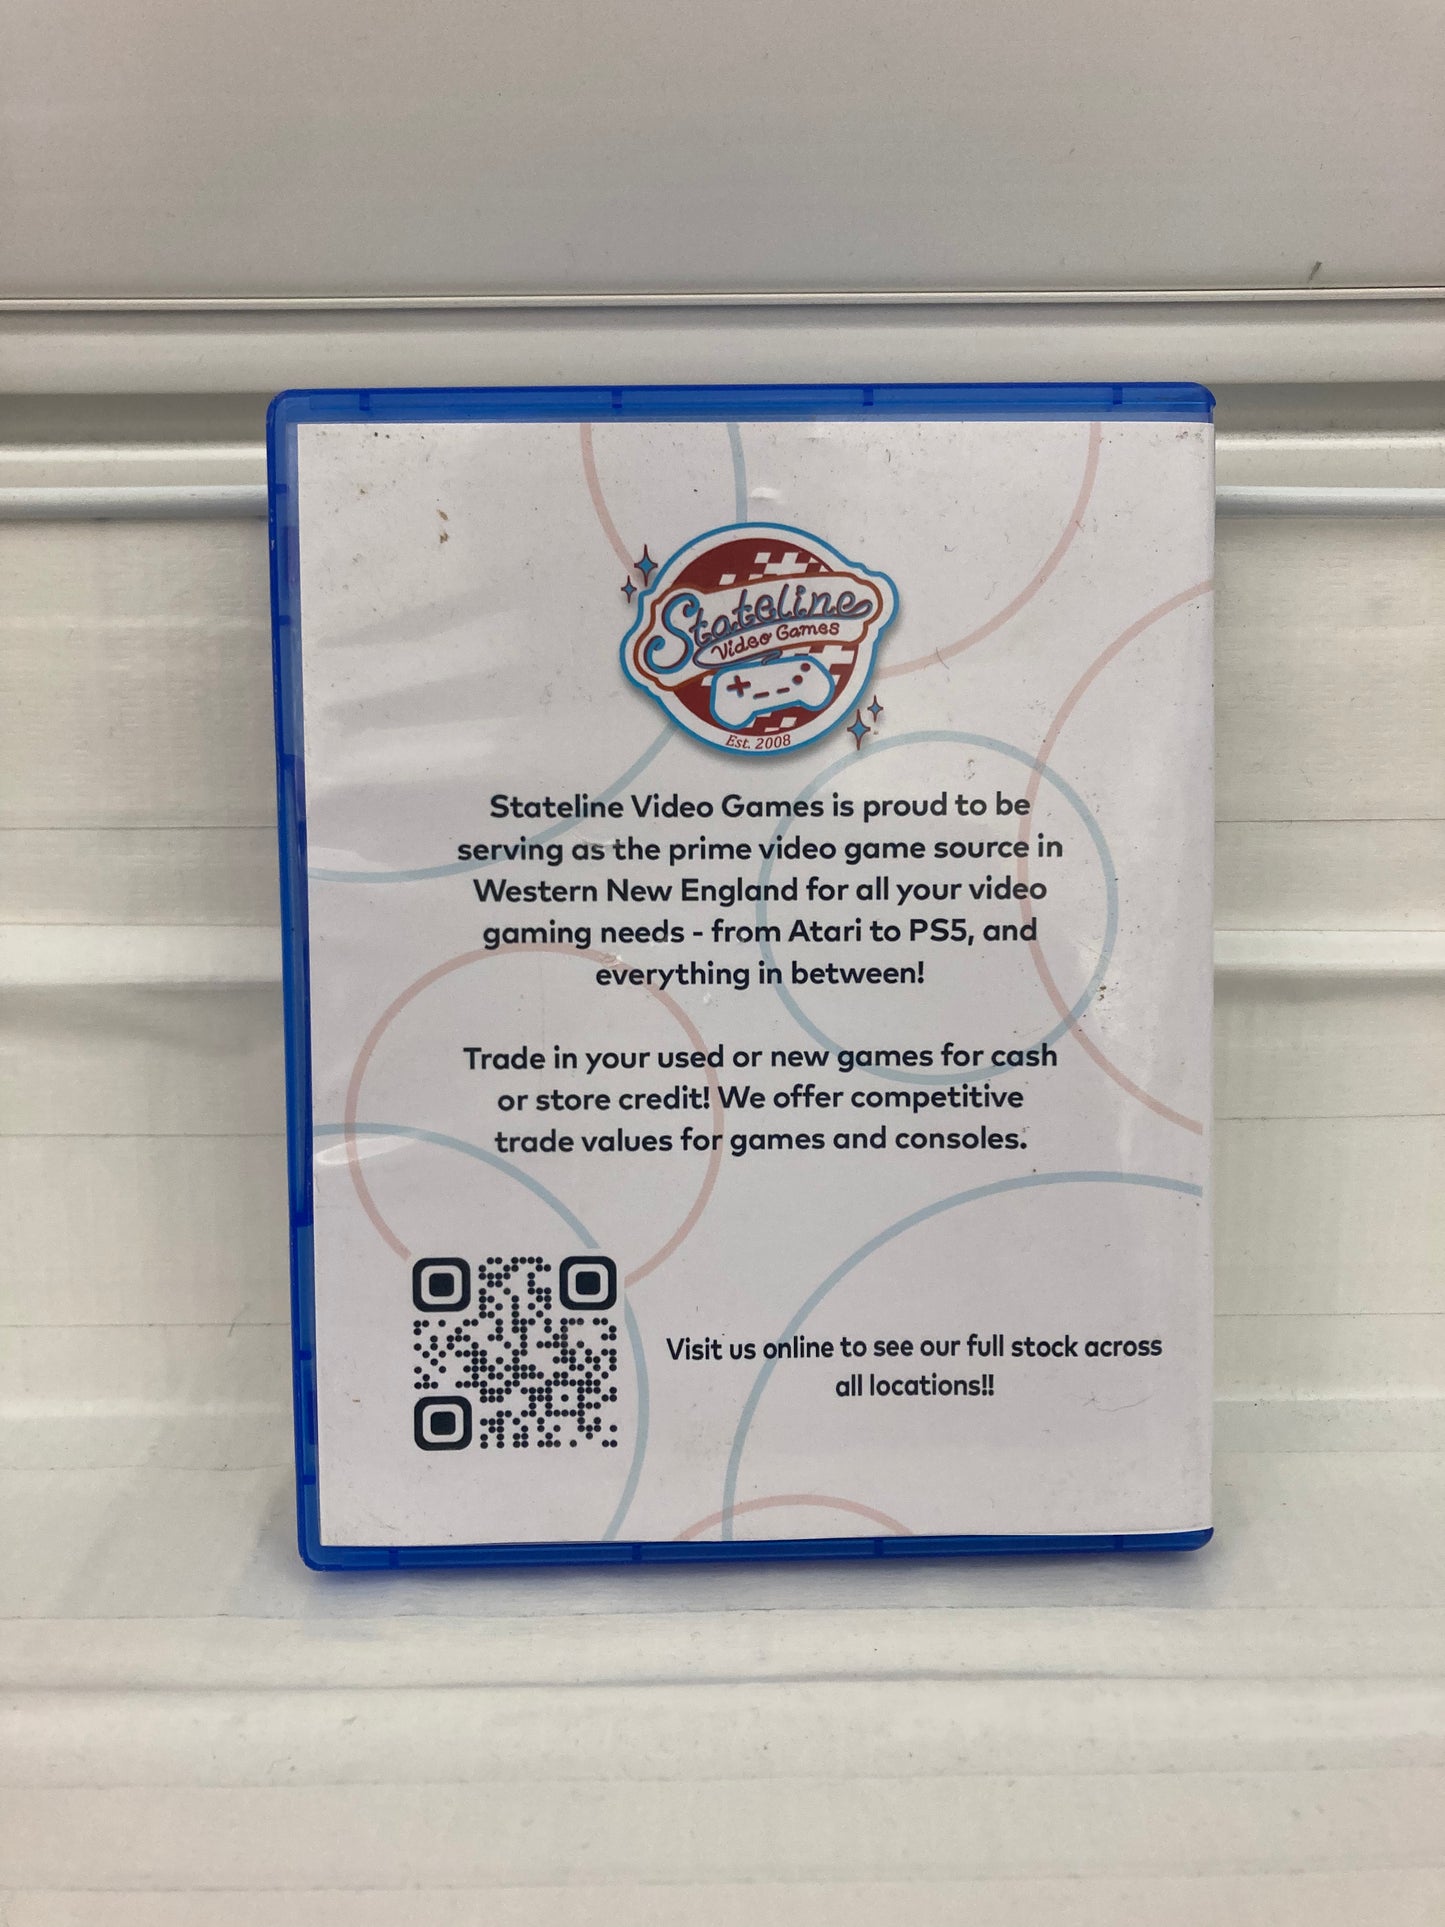 Stateline
Video Games
Est. 2008
Stateline Video Games is proud to be
serving as the prime video game source in
Western New England for all your video
gaming needs - from Atari to PS5, and
everything in between!
Trade in your used or new games for cash
or store credit! We offer competitive
trade values for games and consoles.
Visit us online to see our full stock across
all locations!!